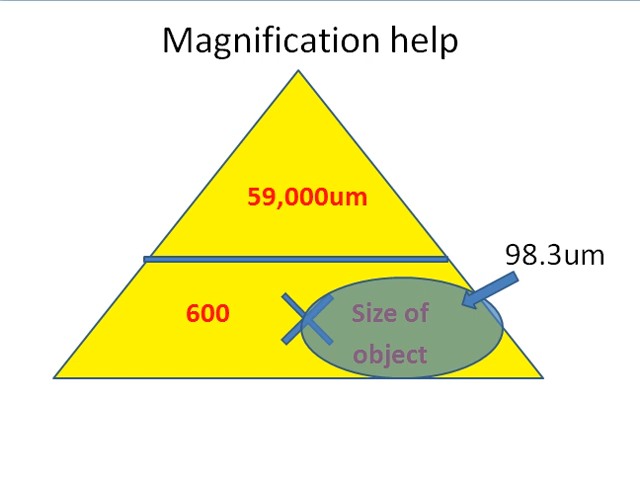 Magnification help
59,000um
98.3um
600
Size of
object